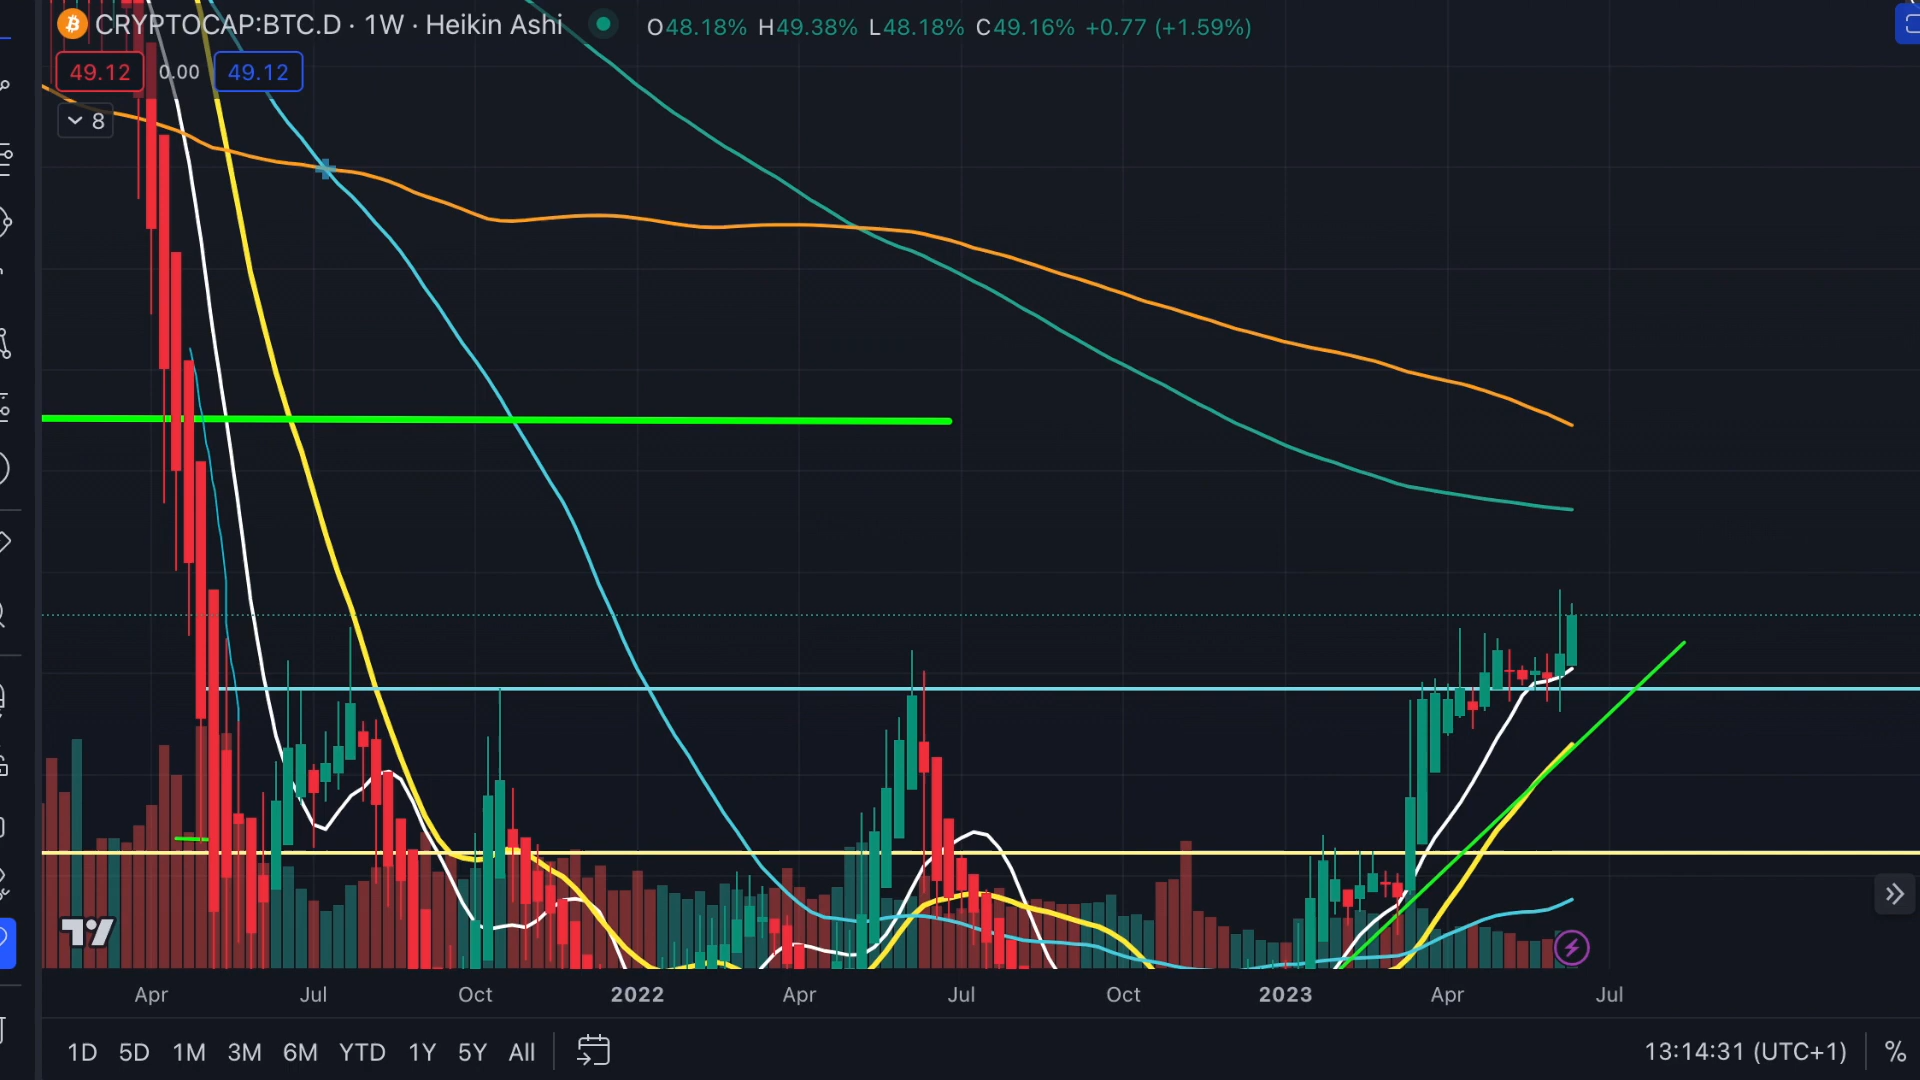 CRYPTOCAP:BTC.D · 1W · Heikin Ashi O48.18% H49.38% L48.18% C49.16% +0.77 (+1.59%)
49.12 0.00 49.12
8
Apr Jul Oct 2022 Apr Jul Oct 2023 Apr Jul
1D 5D 1M 3M 6M YTD 1Y 5Y All 13:14:31 (UTC+1) %